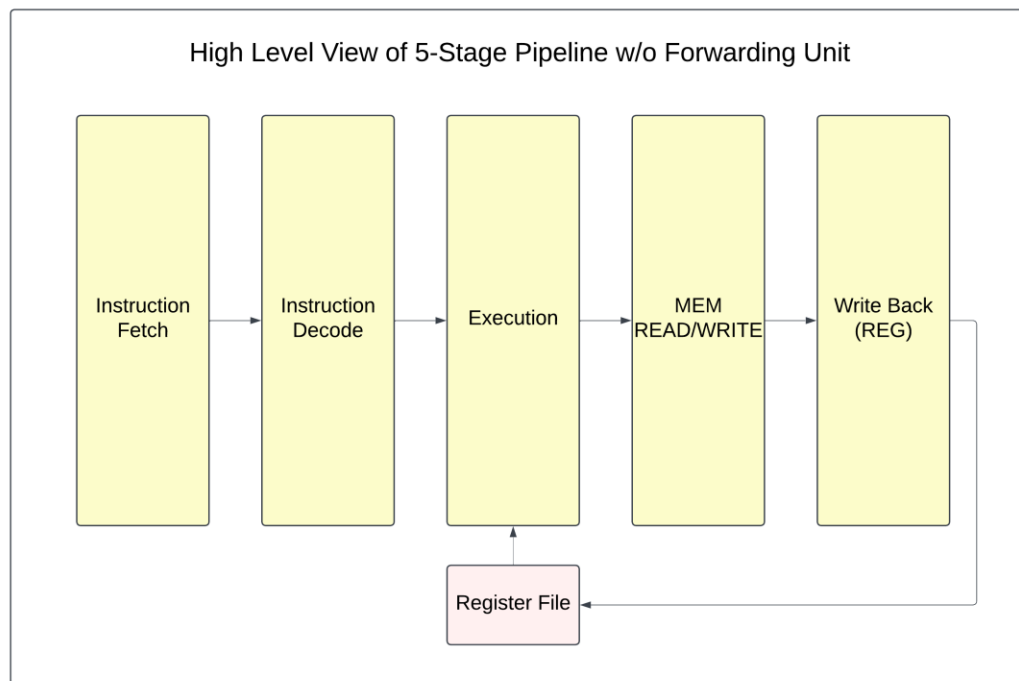 High Level View of 5-Stage Pipeline w/o Forwarding Unit
Instruction
Fetch
Instruction
Decode
Execution
MEM
READ/WRITE
Write Back
(REG)
Register File